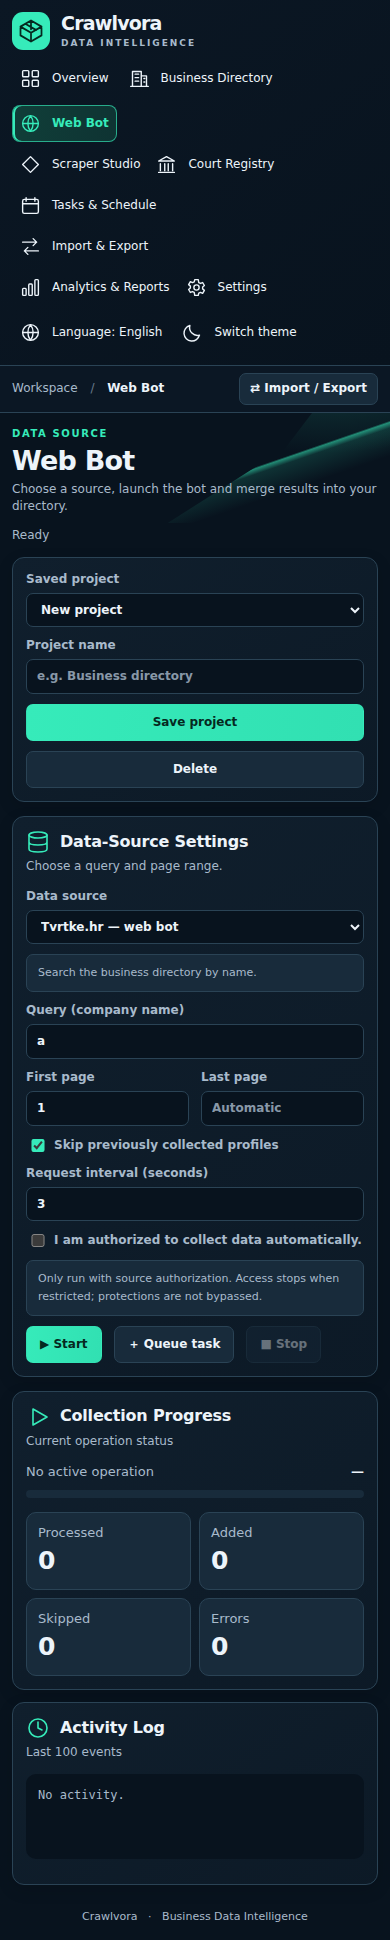 Crawlvora
DATA INTELLIGENCE
Overview
Business Directory
Web Bot
Scraper Studio
Court Registry
Tasks & Schedule
Import & Export
Analytics & Reports
Settings
Language: English
Switch theme
Workspace / Web Bot
⇄ Import / Export
DATA SOURCE
Web Bot
Choose a source, launch the bot and merge results into your
directory.
Ready
Saved project
New project
Project name
e.g. Business directory
Save project
Delete
Data-Source Settings
Choose a query and page range.
Data source
Tvrtke.hr — web bot
Search the business directory by name.
Query (company name)
a
First page
Last page
1
Automatic
Skip previously collected profiles
Request interval (seconds)
3
I am authorized to collect data automatically.
Only run with source authorization. Access stops when
restricted; protections are not bypassed.
▶ Start
+ Queue task
■ Stop
Collection Progress
Current operation status
No active operation
—
Processed
Added
0
0
Skipped
Errors
0
0
Activity Log
Last 100 events
No activity.
Crawlvora · Business Data Intelligence